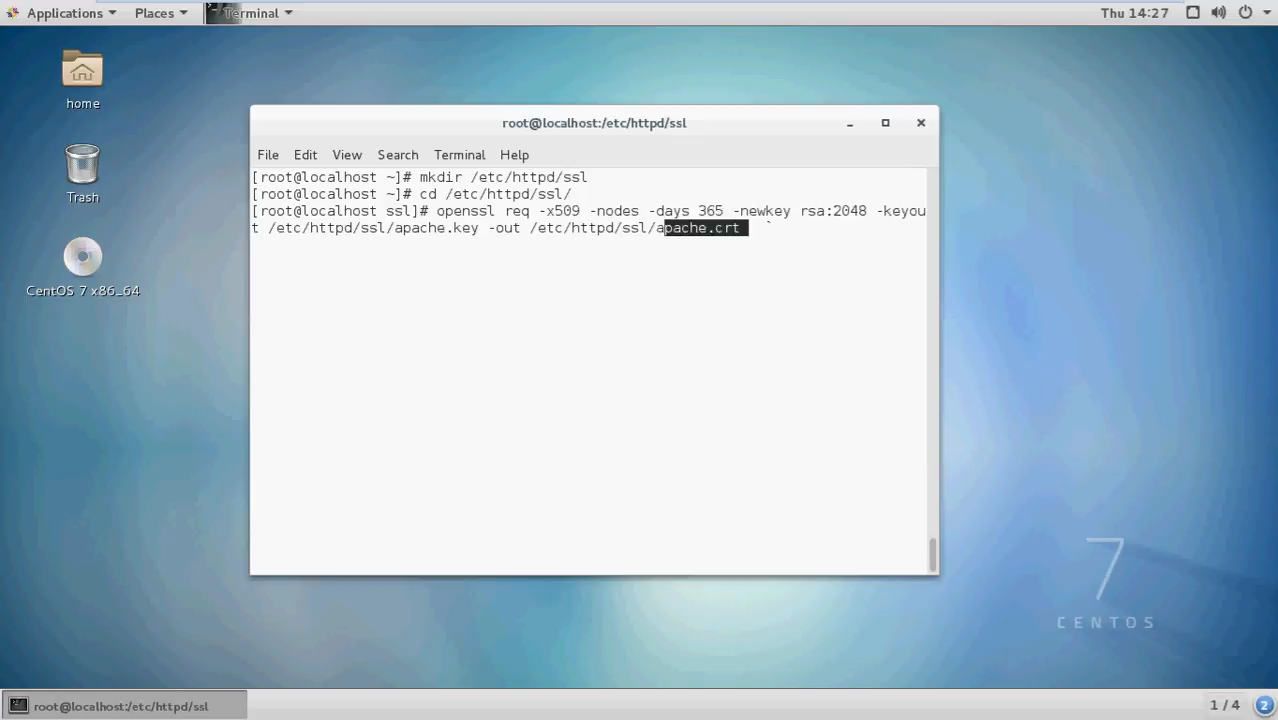 Applications Places Terminal Thu 14:27
home
Trash
CentOS 7 x86_64
root@localhost:/etc/httpd/ssl
File Edit View Search Terminal Help
[root@localhost ~]# mkdir /etc/httpd/ssl
[root@localhost ~]# cd /etc/httpd/ssl/
[root@localhost ssl]# openssl req -x509 -nodes -days 365 -newkey rsa:2048 -keyou
t /etc/httpd/ssl/apache.key -out /etc/httpd/ssl/apache.crt  `
7
CENTOS
root@localhost:/etc/httpd/ssl 1 / 4 2